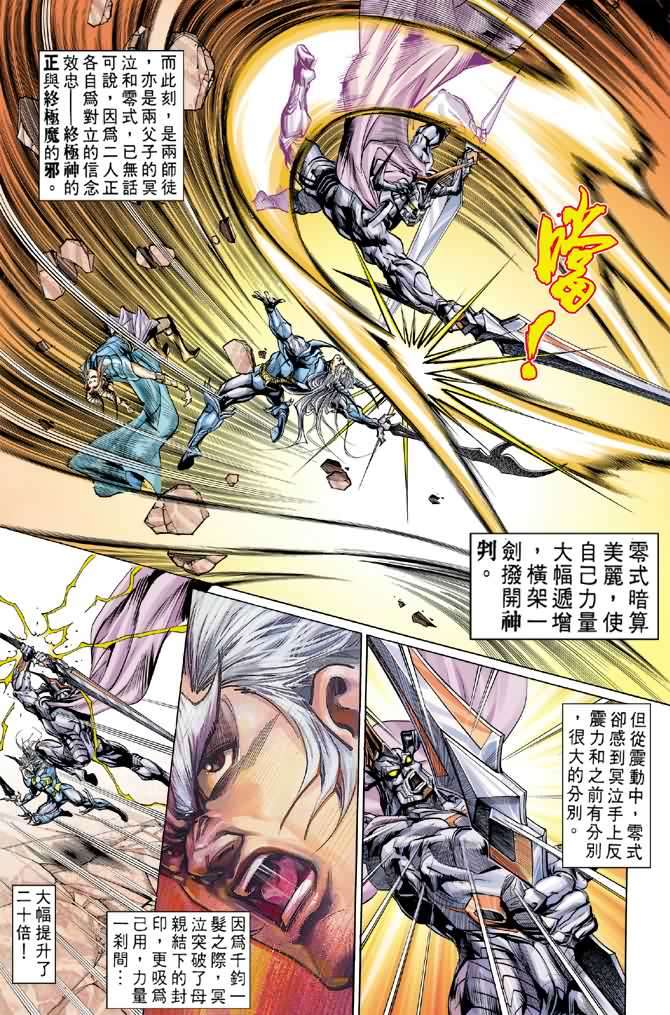 而此刻，是兩師徒
，亦是兩父子的冥
泣和零式，已無話
可說，因為二人正
各自為對立的信念
效忠——終極神的
正與終極魔的邪。
當！
零式暗算
美麗，使
自己力量
大幅遞增
，橫架一
劍撥開神
判。
但從震動中，零式
卻感到冥泣手上反
震力和之前有分別
，很大的分別。
因為千鈞一
髮之際，冥
泣突破了母
親結下的封
印，更吸為
己用，力量
一刹間…
大幅提升了
二十倍！